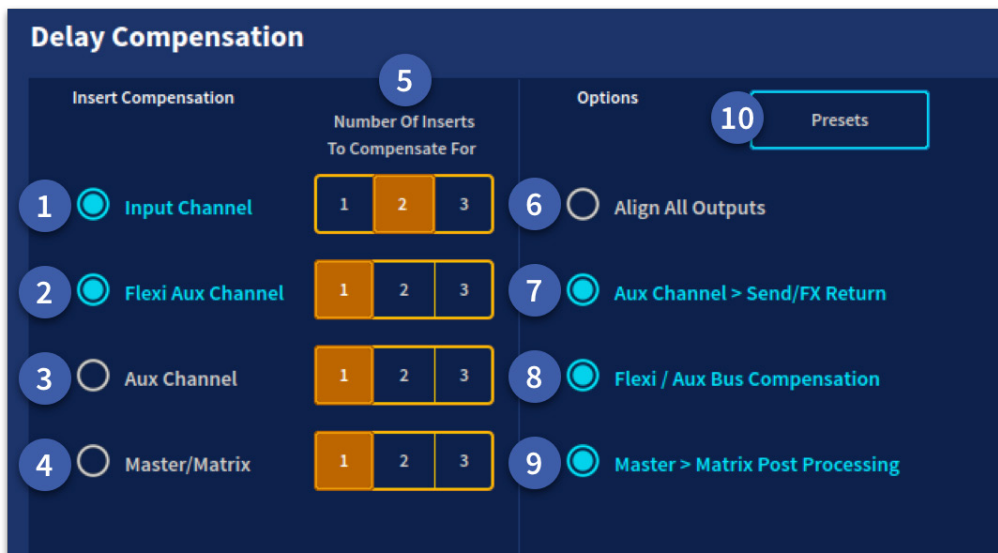 Delay Compensation
5
Insert Compensation
Options
10 Presets
Number Of Inserts
To Compensate For
1 Input Channel 1 2 3
6 Align All Outputs
2 Flexi Aux Channel 1 2 3
7 Aux Channel > Send/FX Return
3 Aux Channel 1 2 3
8 Flexi / Aux Bus Compensation
4 Master/Matrix 1 2 3
9 Master > Matrix Post Processing